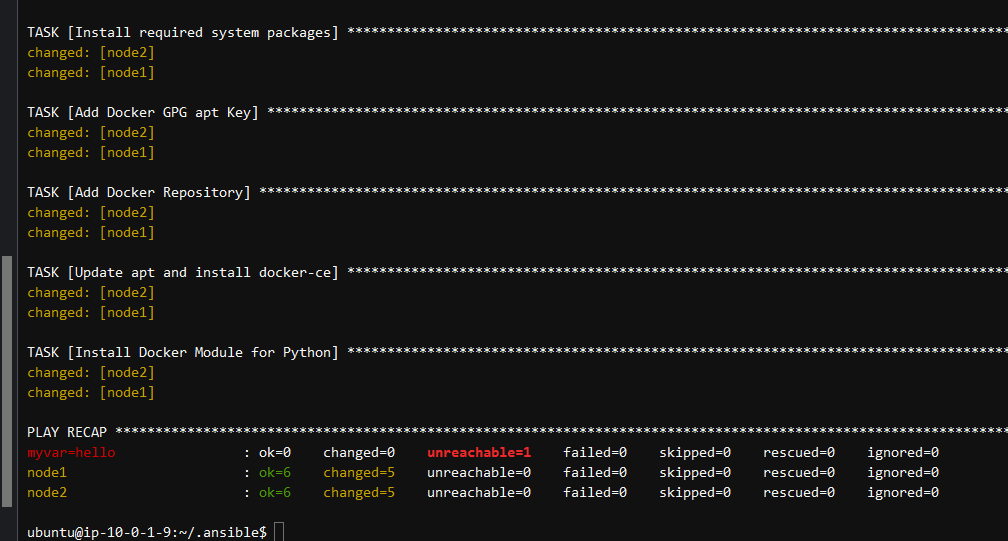 TASK [Install required system packages] ***********************************************************************************
changed: [node2]
changed: [node1]
TASK [Add Docker GPG apt Key] *********************************************************************************************
changed: [node2]
changed: [node1]
TASK [Add Docker Repository] **********************************************************************************************
changed: [node2]
changed: [node1]
TASK [Update apt and install docker-ce] ***********************************************************************************
changed: [node2]
changed: [node1]
TASK [Install Docker Module for Python] ***********************************************************************************
changed: [node2]
changed: [node1]
PLAY RECAP ****************************************************************************************************************
myvar=hello : ok=0 changed=0 unreachable=1 failed=0 skipped=0 rescued=0 ignored=0
node1 : ok=6 changed=5 unreachable=0 failed=0 skipped=0 rescued=0 ignored=0
node2 : ok=6 changed=5 unreachable=0 failed=0 skipped=0 rescued=0 ignored=0
ubuntu@ip-10-0-1-9:~/.ansible$